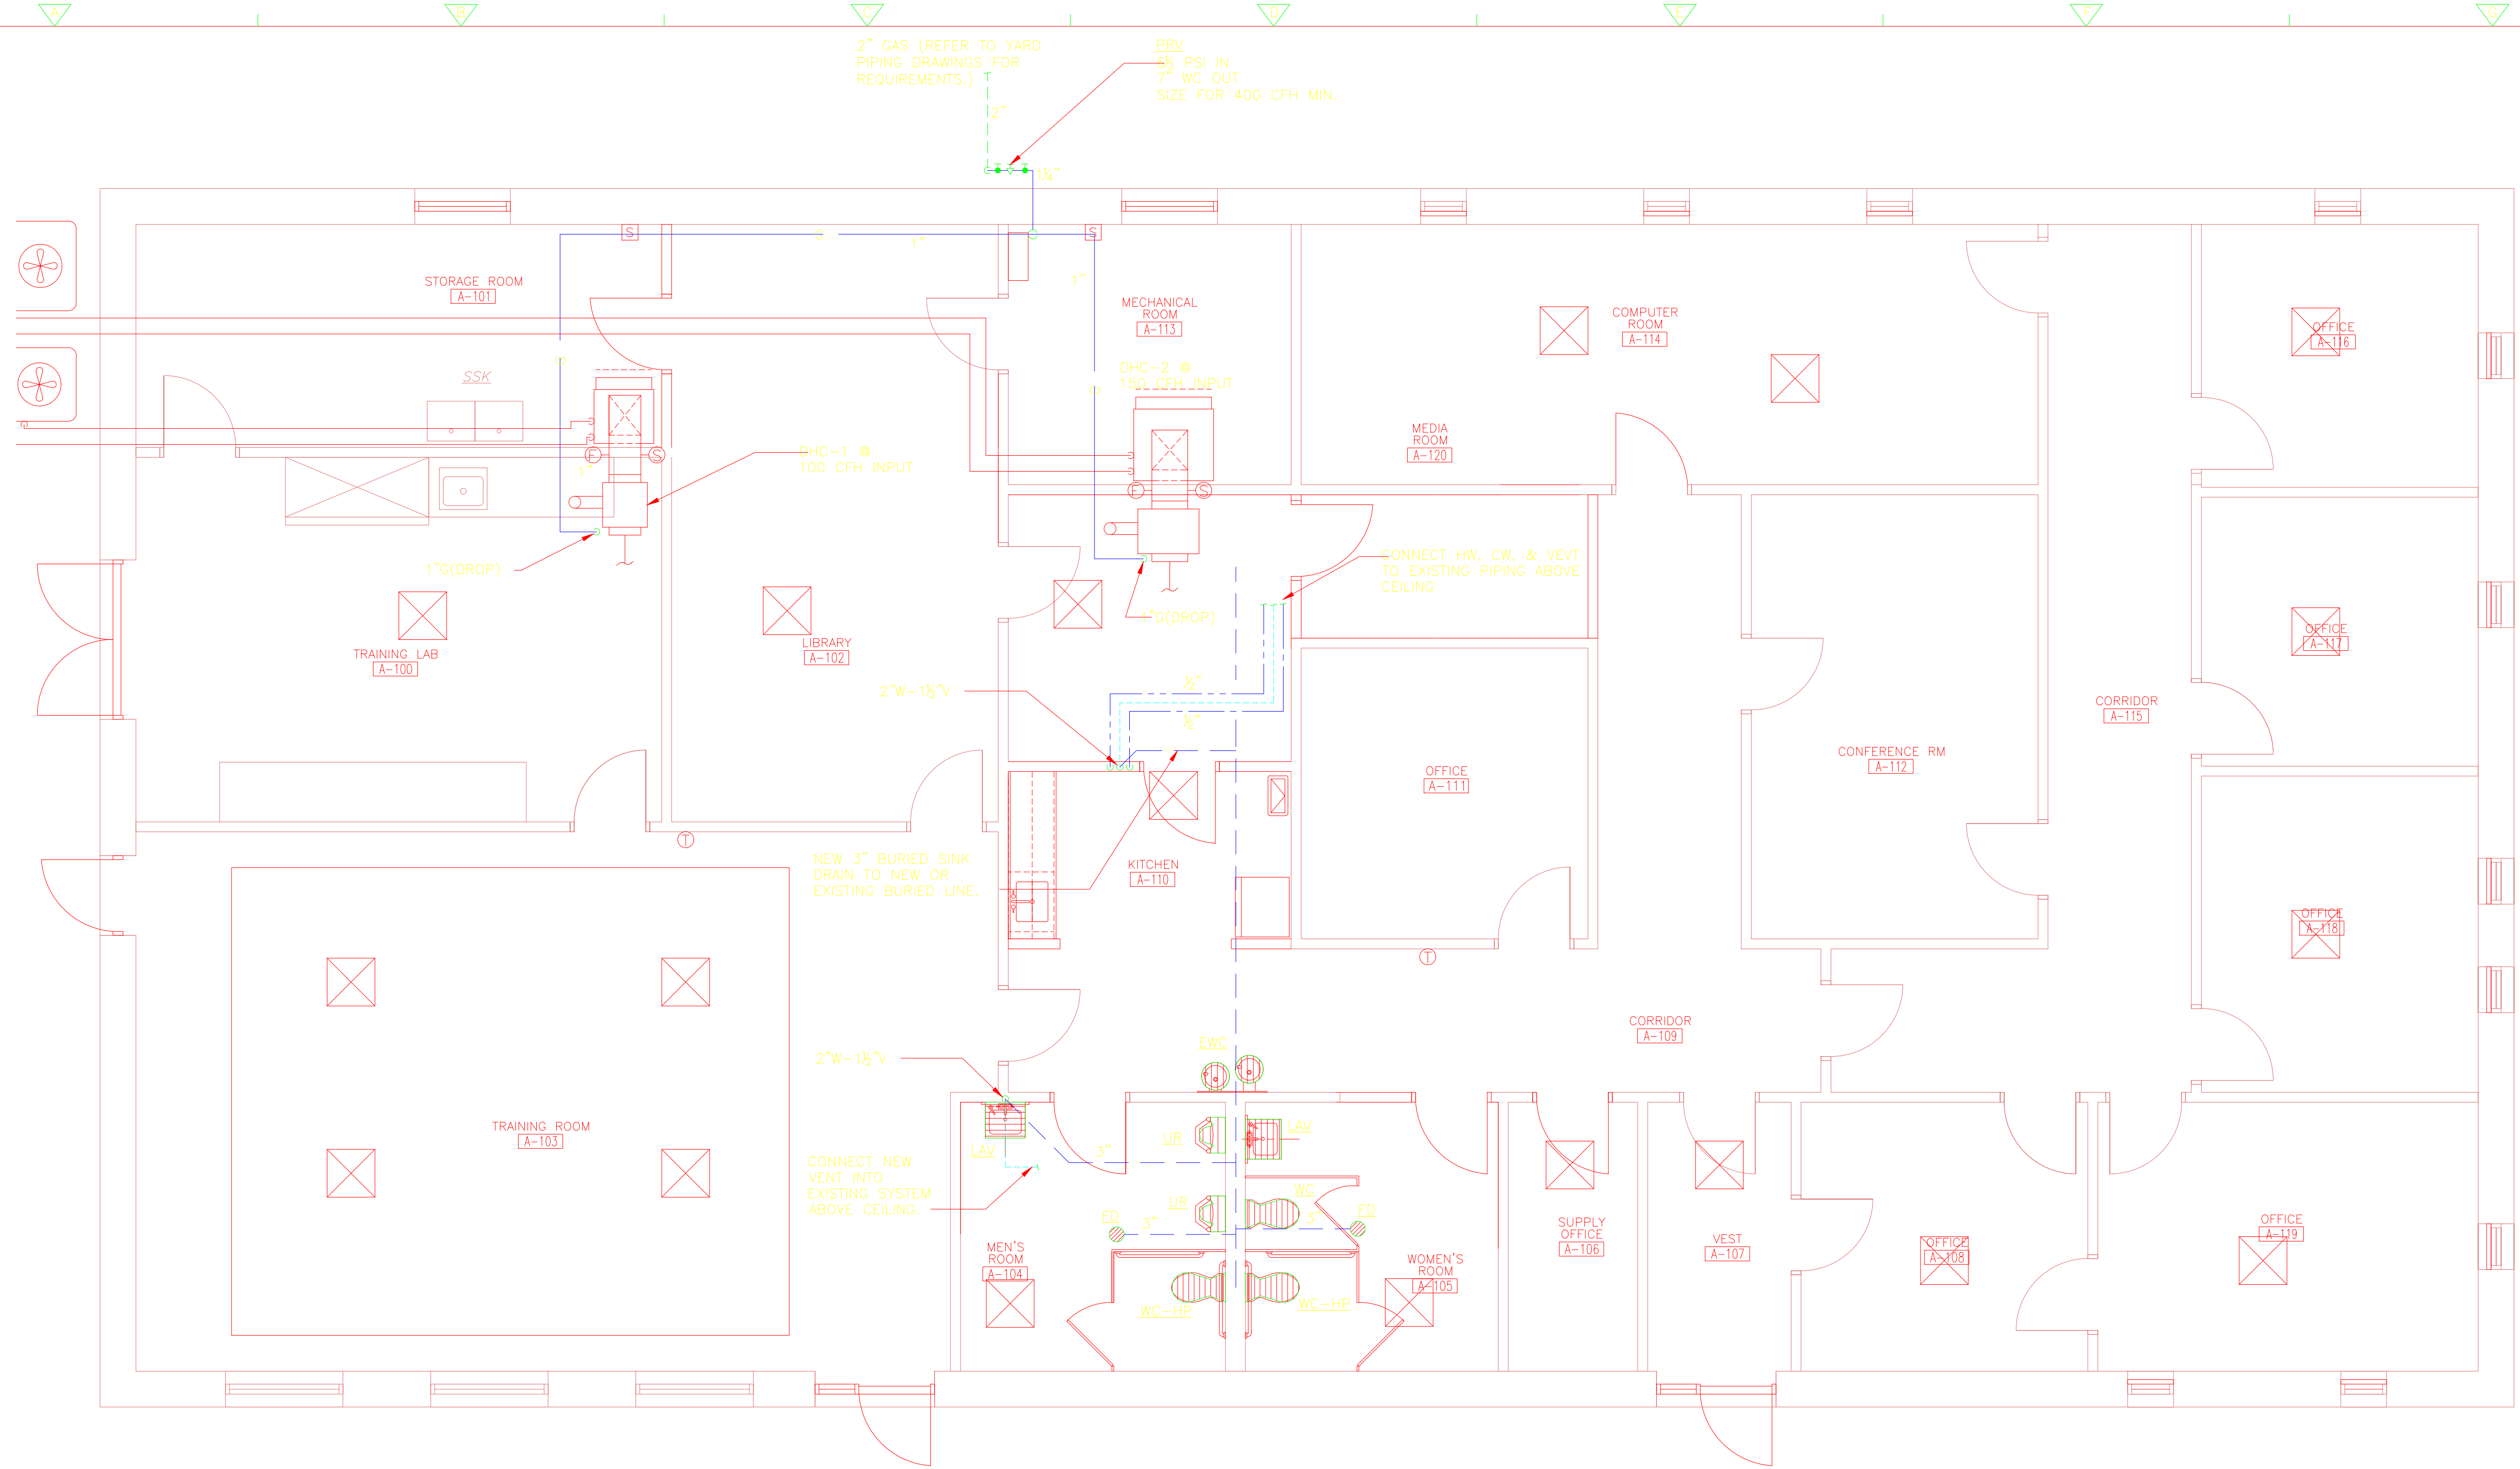 A
B
D
E
F
2" GAS (REFER TO YARD
PIPING DRAWINGS FOR
REQUIREMENTS.)
PRV
PSI IN
7" WC OUT
SIZE FOR 400 CFH MIN.
2"
1¼"
S
S
1"
S
1"
STORAGE ROOM
A-101
MECHANICAL
ROOM
A-113
COMPUTER
ROOM
A-114
OFFICE
A-116
SSK
DHC-2 @
150 CFH INPUT
MEDIA
ROOM
A-120
DHC-1 @
100 CFH INPUT
F
S
1"
F
S
1"G(DROP)
CONNECT HW, CW, & VEVT
TO EXISTING PIPING ABOVE
CEILING
1"G(DROP)
TRAINING LAB
A-100
LIBRARY
A-102
OFFICE
A-117
2"W-1½"V
½"
½"
CORRIDOR
A-115
CONFERENCE RM
A-112
OFFICE
A-111
T
NEW 3" BURIED SINK
DRAIN TO NEW OR
EXISTING BURIED LINE.
KITCHEN
A-110
OFFICE
A-118
T
CORRIDOR
A-109
EWC
2"W-1½"V
TRAINING ROOM
A-103
LAV
UR
LAV
3"
CONNECT NEW
VENT INTO
EXISTING SYSTEM
ABOVE CEILING.
UR
WC
FD
3"
3"
FD
MEN'S
ROOM
A-104
WC-HP
WC-HP
WOMEN'S
ROOM
A-105
SUPPLY
OFFICE
A-106
VEST
A-107
OFFICE
A-108
OFFICE
A-119